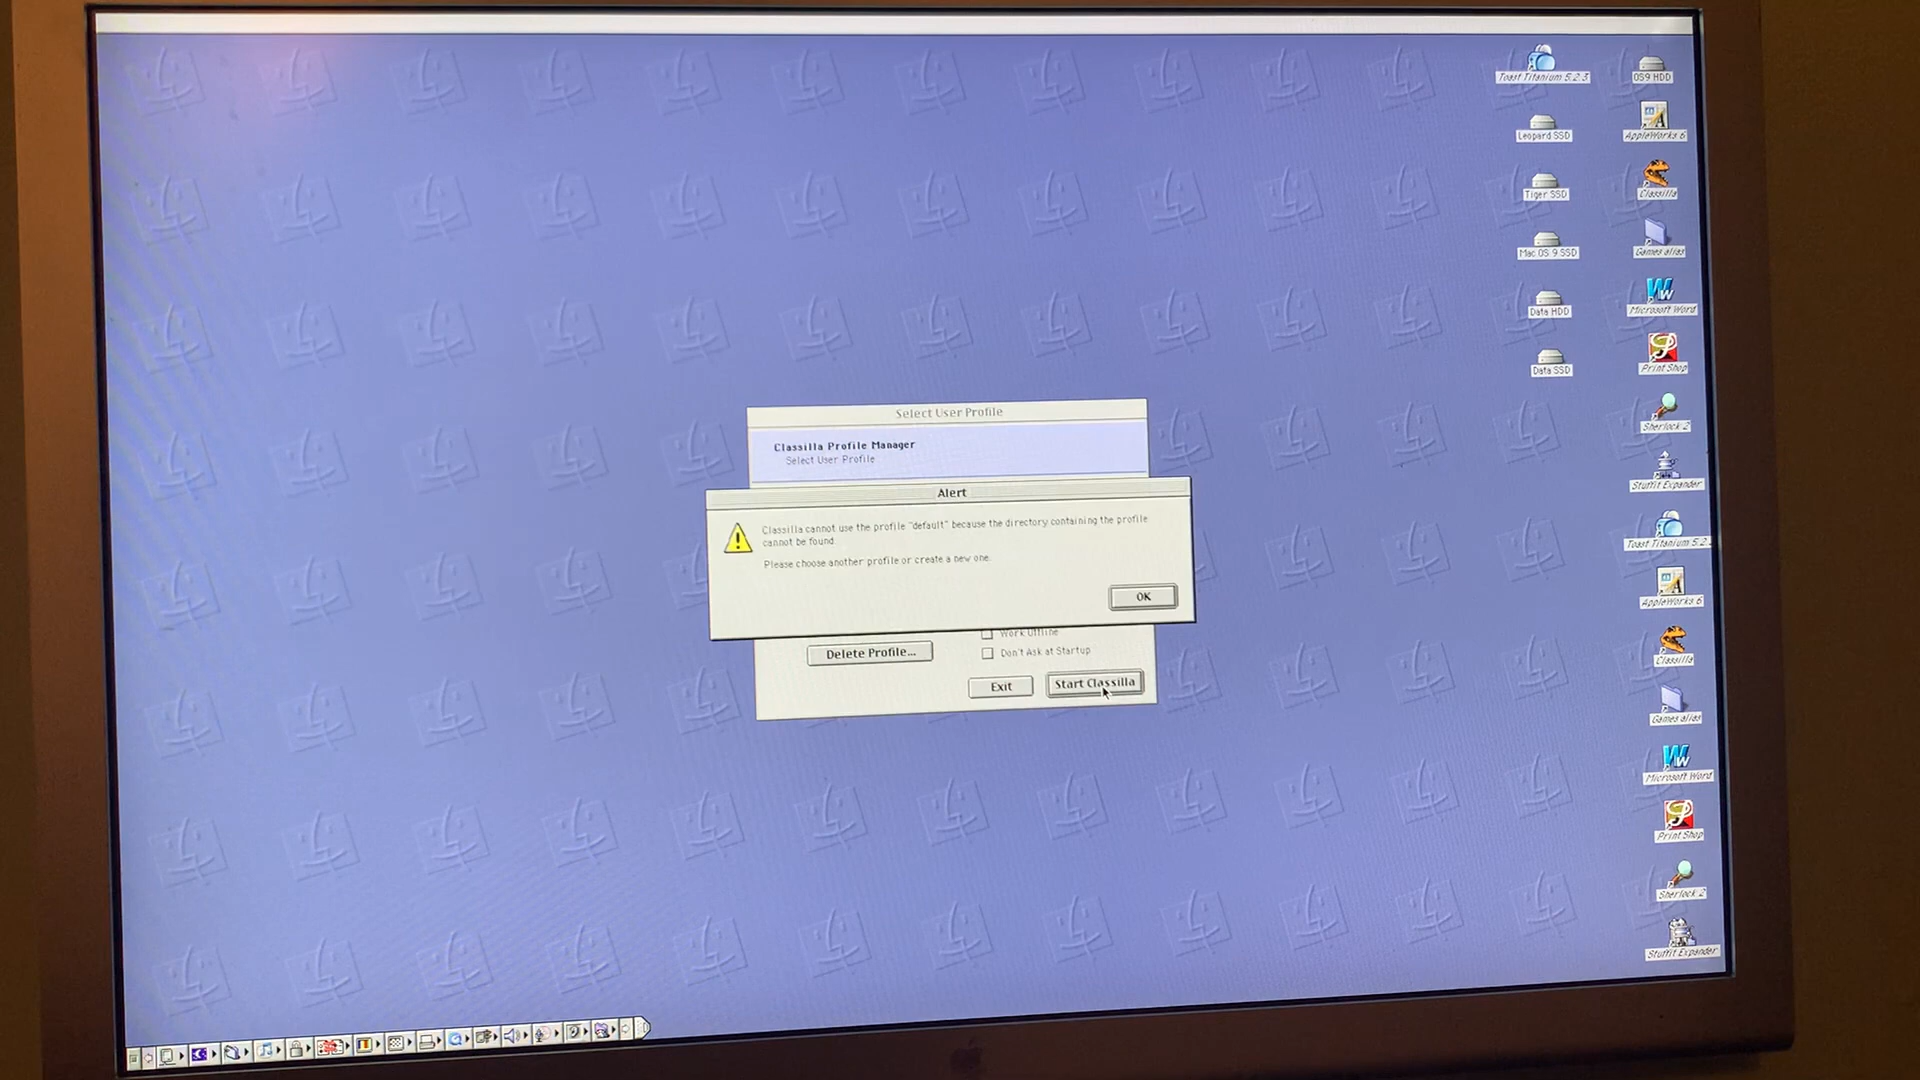 Toast Titanium 5.2.3
OS9 HDD
Leopard SSD
AppleWorks 6
Tiger SSD
Classilla
Mac OS 9 SSD
Games alias
Data HDD
Microsoft Word
Data SSD
Print Shop
Sherlock 2
Stuffit Expander
Toast Titanium 5.2.
AppleWorks 6
Classilla
Games alias
Microsoft Word
Print Shop
Sherlock 2
Stuffit Expander
Select User Profile
Classilla Profile Manager
Select User Profile
Alert
Classilla cannot use the profile "default" because the directory containing the profile
cannot be found.
Please choose another profile or create a new one.
OK
Work Offline
Delete Profile...
Don't Ask at Startup
Exit
Start Classilla